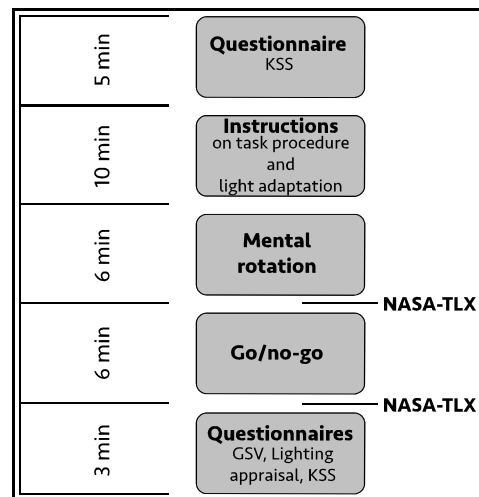 5 min
Questionnaire
KSS
10 min
Instructions
on task procedure
and
light adaptation
6 min
Mental
rotation
NASA-TLX
6 min
Go/no-go
NASA-TLX
3 min
Questionnaires
GSV, Lighting
appraisal, KSS